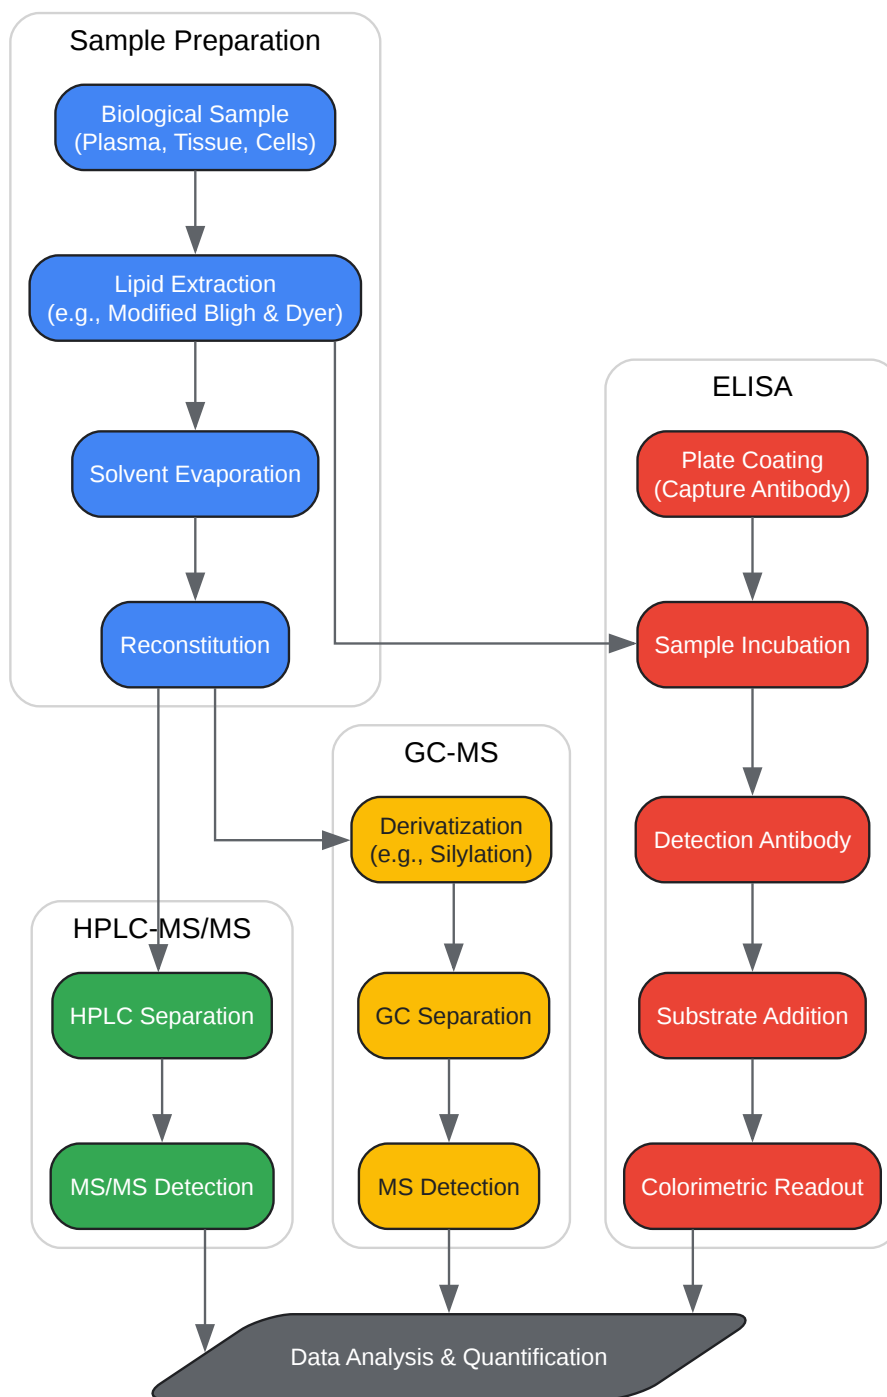 Sample Preparation
Biological Sample
(Plasma, Tissue, Cells)
Lipid Extraction
(e.g., Modified Bligh & Dyer)
Solvent Evaporation
Reconstitution
ELISA
Plate Coating
(Capture Antibody)
Sample Incubation
Detection Antibody
Substrate Addition
Colorimetric Readout
GC-MS
Derivatization
(e.g., Silylation)
GC Separation
MS Detection
HPLC-MS/MS
HPLC Separation
MS/MS Detection
Data Analysis & Quantification